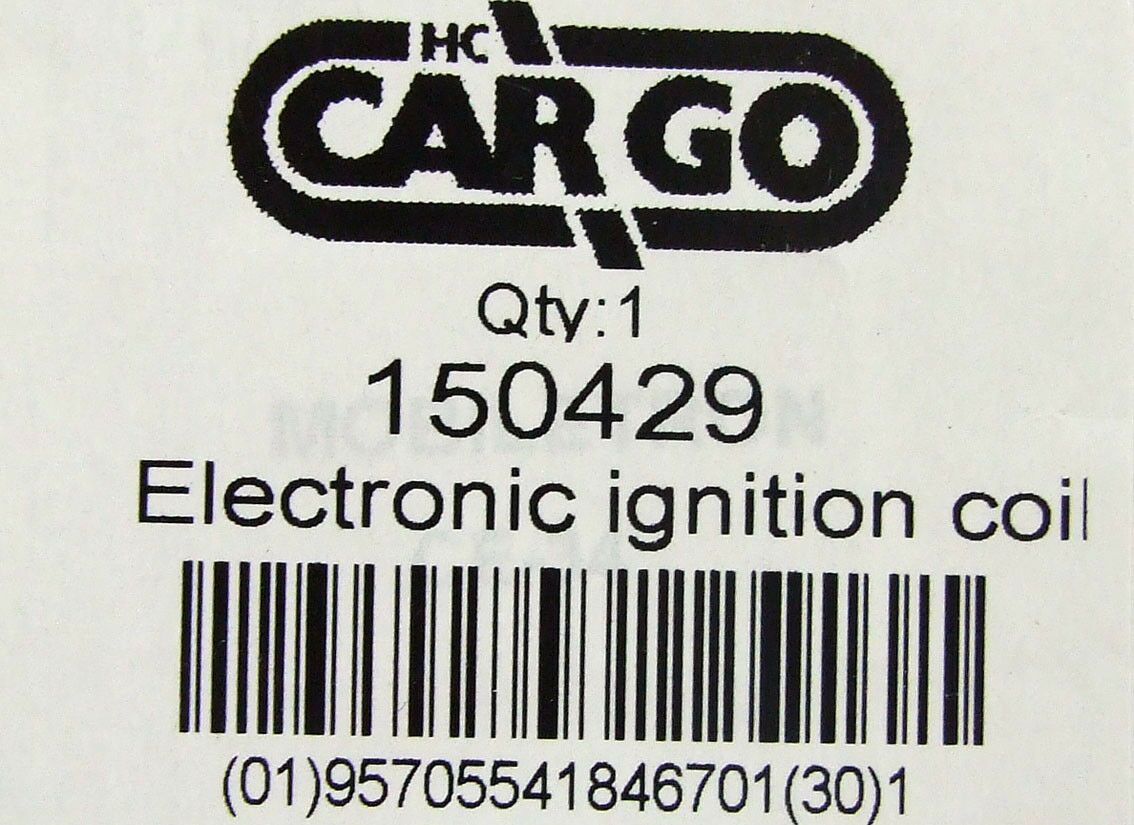 HC
CARGO
Qty:1
150429
Electronic ignition coil
(01)95705541846701(30)1